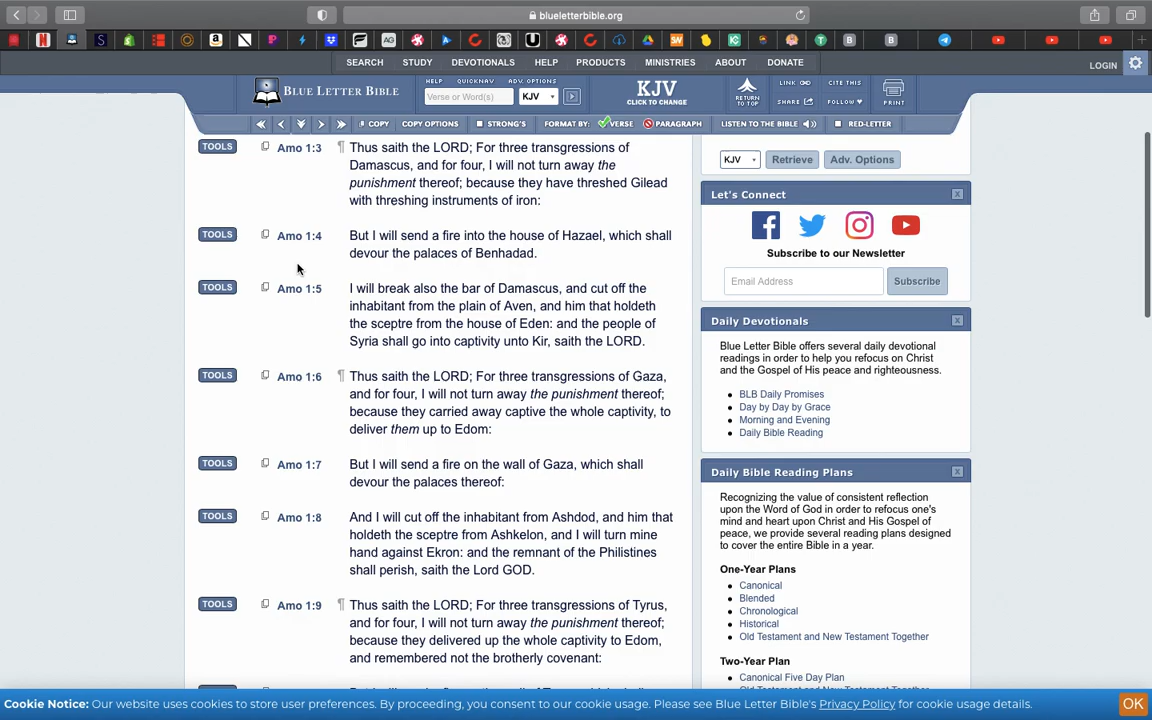 blueletterbible.org
SEARCH STUDY DEVOTIONALS HELP PRODUCTS MINISTRIES ABOUT DONATE
LOGIN
BLUE LETTER BIBLE
HELP QUICKNAV ADV. OPTIONS
Verse or Word(s) KJV
KJV
CLICK TO CHANGE
RETURN TO TOP
LINK CITE THIS
SHARE FOLLOW
PRINT
COPY COPY OPTIONS STRONG'S FORMAT BY: VERSE PARAGRAPH LISTEN TO THE BIBLE RED-LETTER
TOOLS Amo 1:3 ¶ Thus saith the LORD; For three transgressions of
Damascus, and for four, I will not turn away the
punishment thereof; because they have threshed Gilead
with threshing instruments of iron:
TOOLS Amo 1:4 But I will send a fire into the house of Hazael, which shall
devour the palaces of Benhadad.
TOOLS Amo 1:5 I will break also the bar of Damascus, and cut off the
inhabitant from the plain of Aven, and him that holdeth
the sceptre from the house of Eden: and the people of
Syria shall go into captivity unto Kir, saith the LORD.
TOOLS Amo 1:6 ¶ Thus saith the LORD; For three transgressions of Gaza,
and for four, I will not turn away the punishment thereof;
because they carried away captive the whole captivity, to
deliver them up to Edom:
TOOLS Amo 1:7 But I will send a fire on the wall of Gaza, which shall
devour the palaces thereof:
TOOLS Amo 1:8 And I will cut off the inhabitant from Ashdod, and him that
holdeth the sceptre from Ashkelon, and I will turn mine
hand against Ekron: and the remnant of the Philistines
shall perish, saith the Lord GOD.
TOOLS Amo 1:9 ¶ Thus saith the LORD; For three transgressions of Tyrus,
and for four, I will not turn away the punishment thereof;
because they delivered up the whole captivity to Edom,
and remembered not the brotherly covenant:
KJV Retrieve Adv. Options
Let's Connect
Subscribe to our Newsletter
Email Address Subscribe
Daily Devotionals
Blue Letter Bible offers several daily devotional
readings in order to help you refocus on Christ
and the Gospel of His peace and righteousness.
BLB Daily Promises
Day by Day by Grace
Morning and Evening
Daily Bible Reading
Daily Bible Reading Plans
Recognizing the value of consistent reflection
upon the Word of God in order to refocus one's
mind and heart upon Christ and His Gospel of
peace, we provide several reading plans designed
to cover the entire Bible in a year.
One-Year Plans
Canonical
Blended
Chronological
Historical
Old Testament and New Testament Together
Two-Year Plan
Canonical Five Day Plan
Cookie Notice: Our website uses cookies to store user preferences. By proceeding, you consent to our cookie usage. Please see Blue Letter Bible's Privacy Policy for cookie usage details. OK